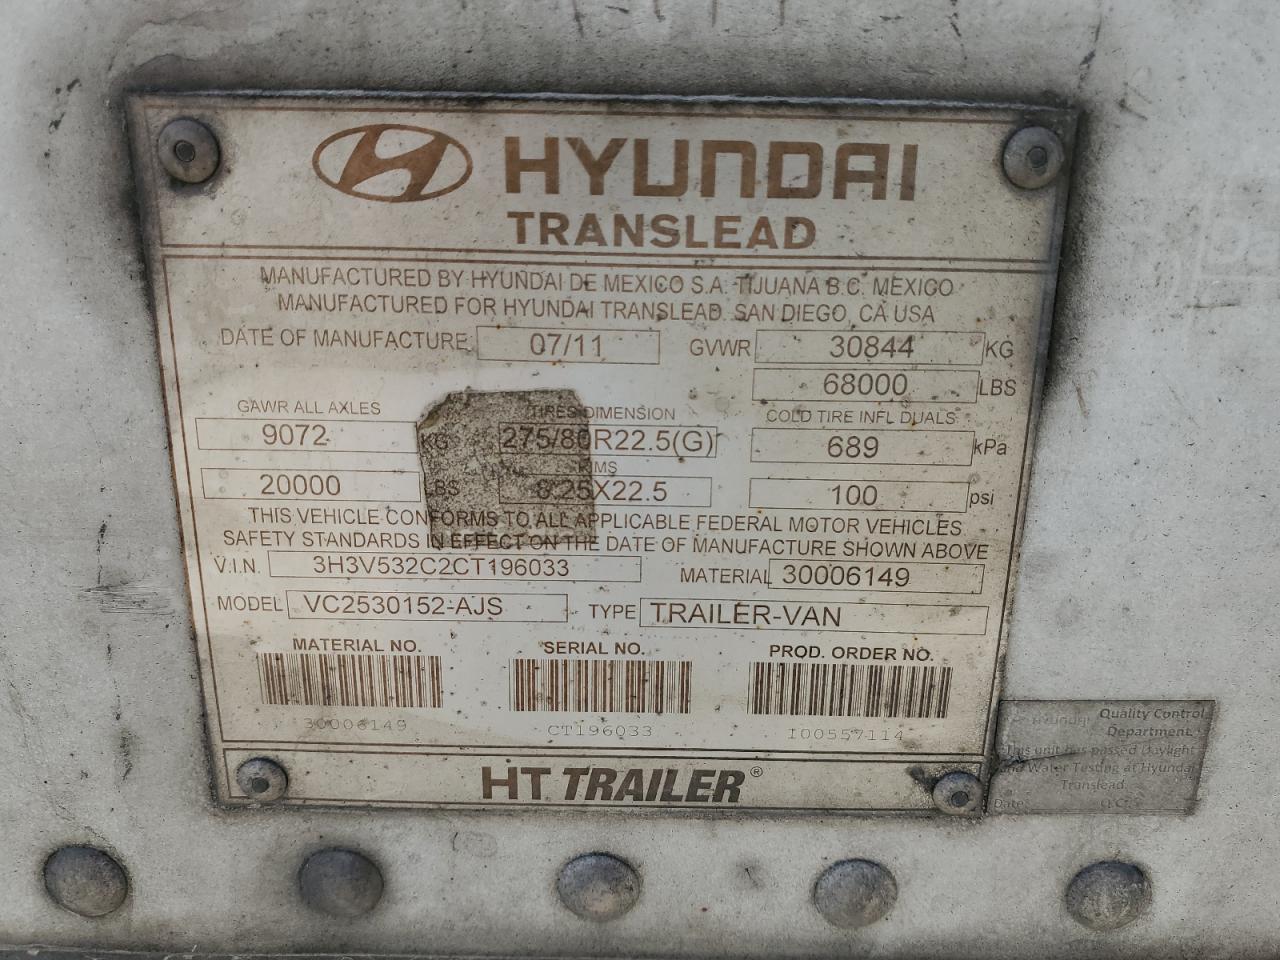 HYUNDAI
TRANSLEAD
MANUFACTURED BY HYUNDAI DE MEXICO S.A. TIJUANA B.C. MEXICO
MANUFACTURED FOR HYUNDAI TRANSLEAD. SAN DIEGO, CA USA
DATE OF MANUFACTURE 07/11 GVWR 30844 KG
68000 LBS
GAWR ALL AXLES TIRES DIMENSION COLD TIRE INFL DUALS
9072 KG 275/80R22.5(G) 689 kPa
RIMS
20000 LBS 8.25X22.5 100 psi
THIS VEHICLE CONFORMS TO ALL APPLICABLE FEDERAL MOTOR VEHICLES
SAFETY STANDARDS IN EFFECT ON THE DATE OF MANUFACTURE SHOWN ABOVE
V.I.N. 3H3V532C2CT196033 MATERIAL 30006149
MODEL VC2530152-AJS TYPE TRAILER-VAN
MATERIAL NO. SERIAL NO. PROD. ORDER NO.
30006149 CT196033 100557114
HT TRAILER®
Hyundai Quality Control
Department.
This unit has passed Daylight
and Water Testing at Hyundai
Translead
Date: Q.C.